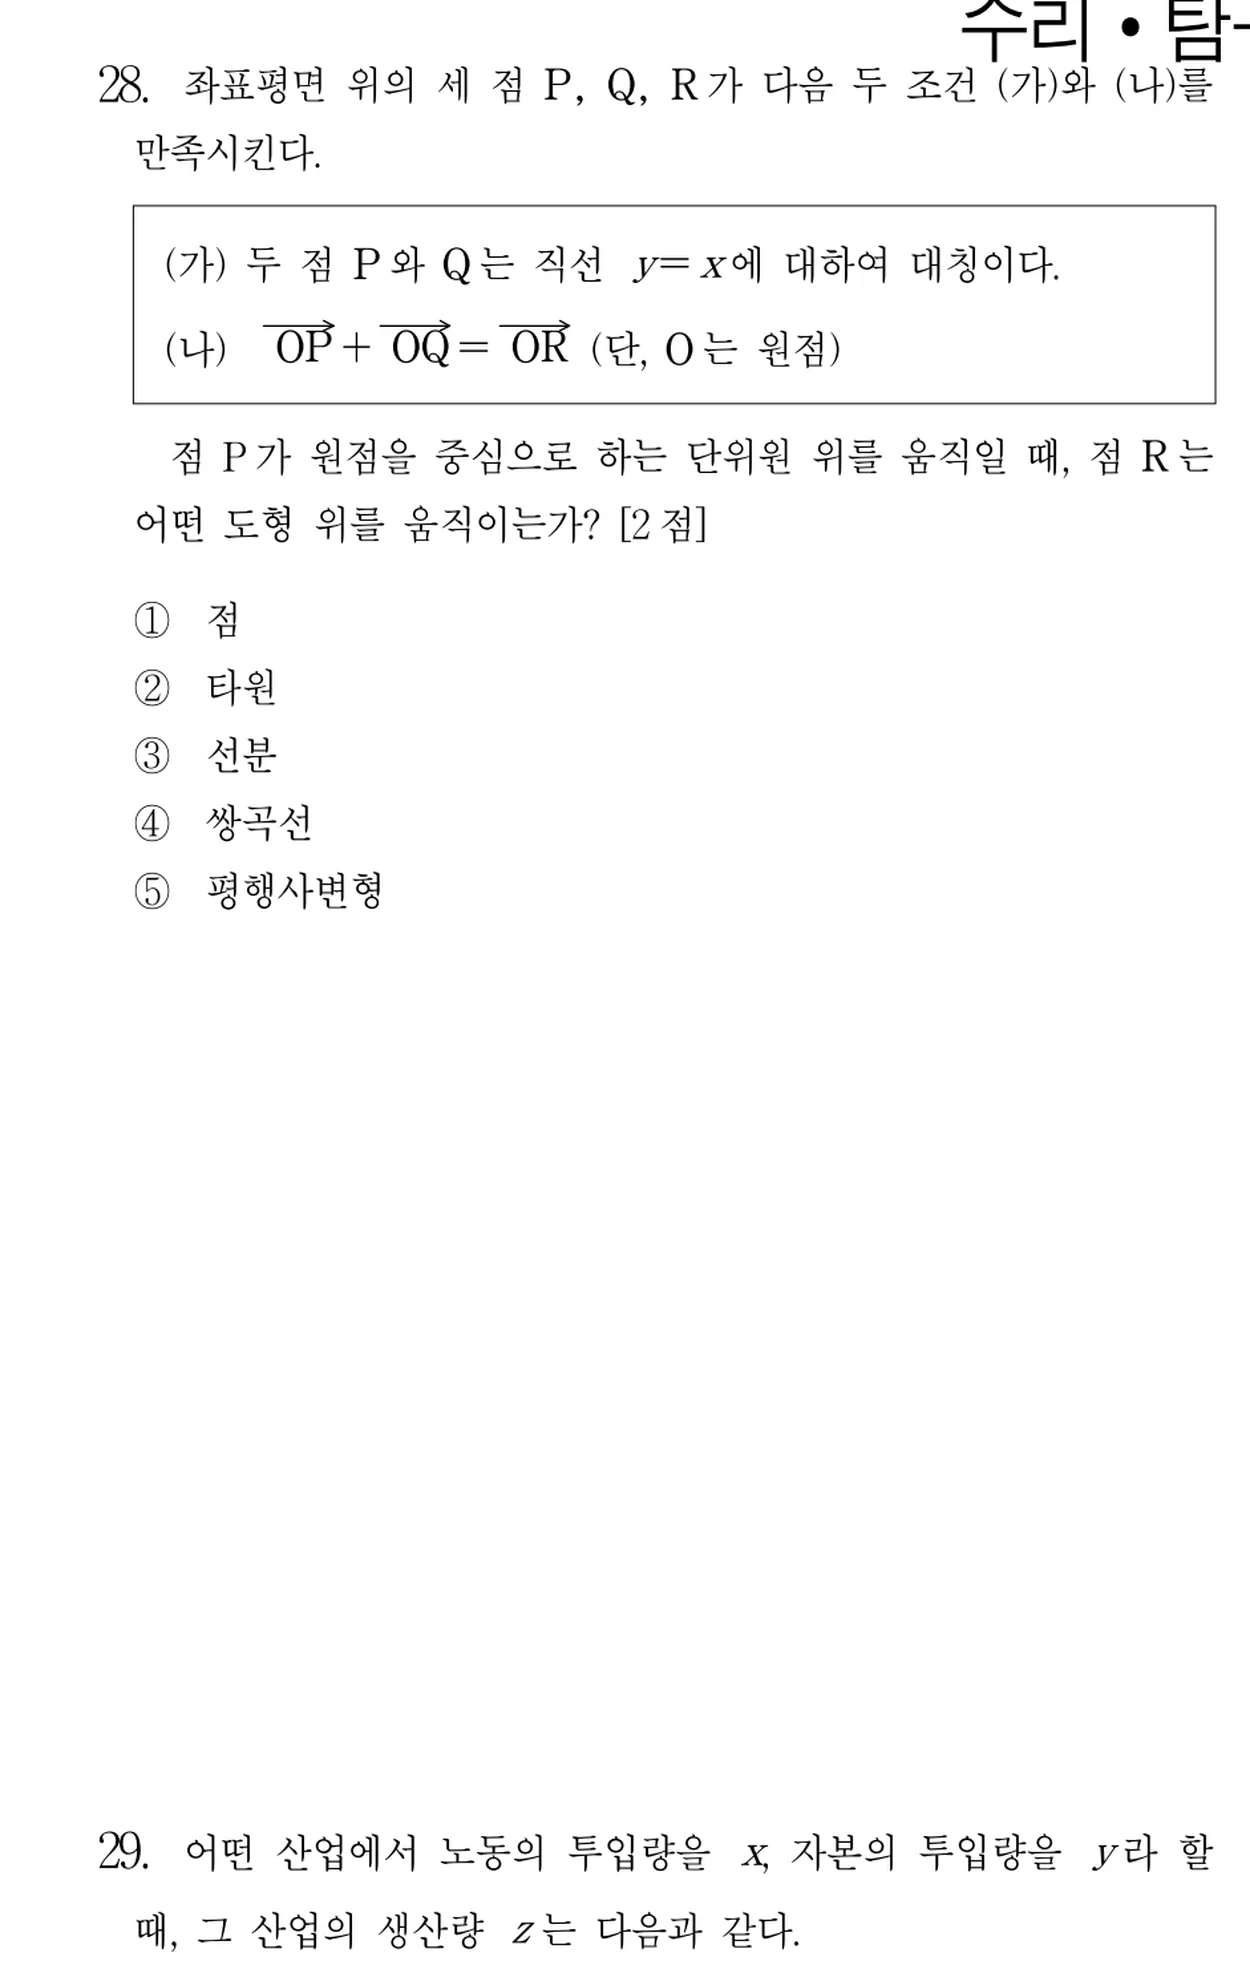 수리•탐
28. 좌표평면 위의 세 점 P, Q, R가 다음 두 조건 (가)와 (나)를
만족시킨다.
(가) 두 점 P와 Q는 직선 y=x에 대하여 대칭이다.
(나) $\overrightarrow{OP}+\overrightarrow{OQ}=\overrightarrow{OR}$ (단, O는 원점)
점 P가 원점을 중심으로 하는 단위원 위를 움직일 때, 점 R는
어떤 도형 위를 움직이는가? [2점]
① 점
② 타원
③ 선분
④ 쌍곡선
⑤ 평행사변형
29. 어떤 산업에서 노동의 투입량을 x, 자본의 투입량을 y라 할
때, 그 산업의 생산량 z는 다음과 같다.